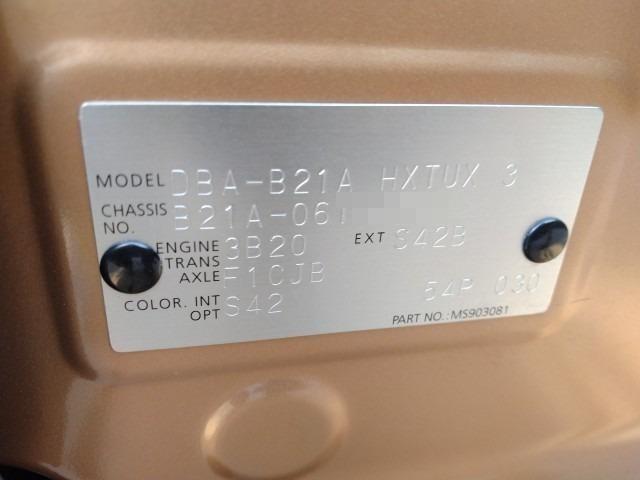 MODEL DBA-B21A HXTUX 3
CHASSIS NO. B21A-061
ENGINE 3B20 EXT S42B
TRANS AXLE F1CJB
COLOR. INT S42 54P 030
OPT
PART NO.:MS903081